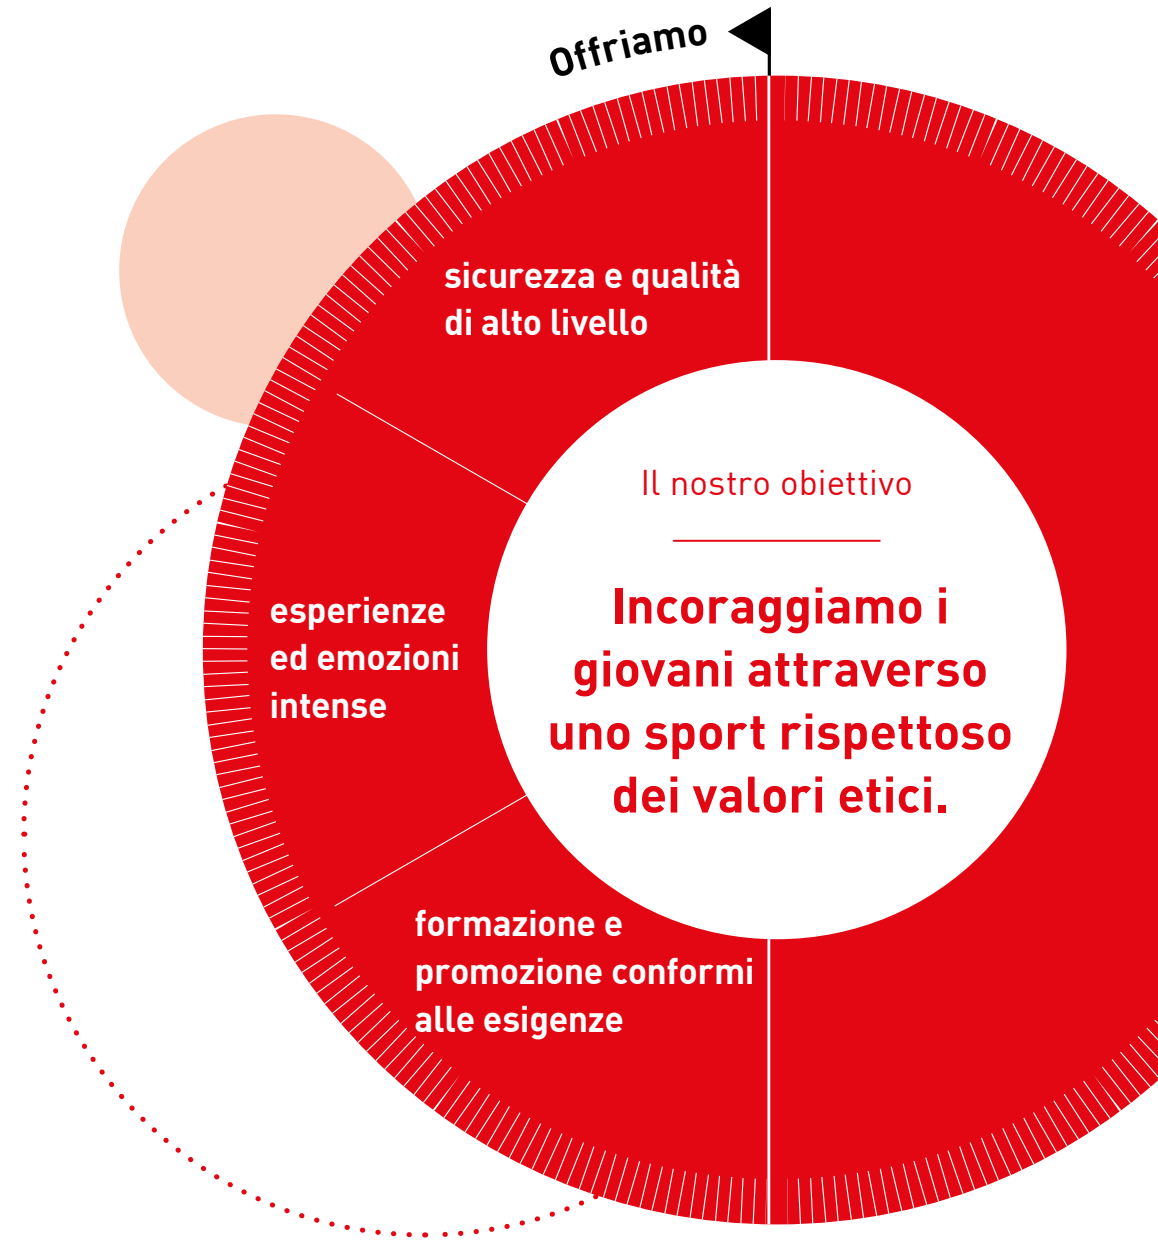 Offriamo
sicurezza e qualità
di alto livello
Il nostro obiettivo
Incoraggiamo i
giovani attraverso
uno sport rispettoso
dei valori etici.
esperienze
ed emozioni
intense
formazione e
promozione conformi
alle esigenze